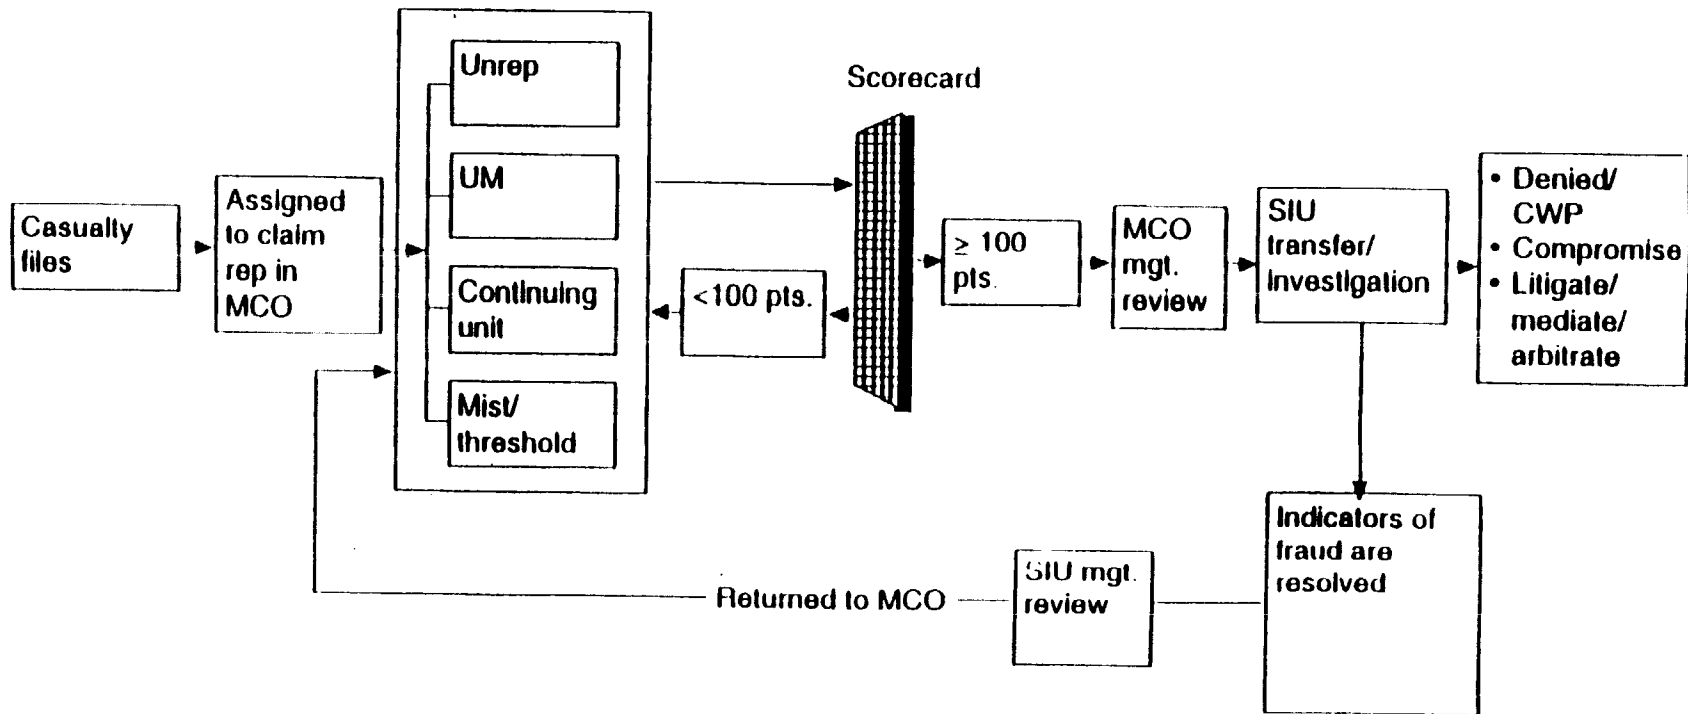 Scorecard
Unrep
UM
Continuing
unit
Mist/
threshold
Casualty
files
Assigned
to claim
rep in
MCO
<100 pts.
≥ 100
pts.
MCO
mgt.
review
SIU
transfer/
Investigation
• Denied/
CWP
• Compromise
• Litigate/
mediate/
arbitrate
Indicators of
fraud are
resolved
SIU mgt.
review
Returned to MCO